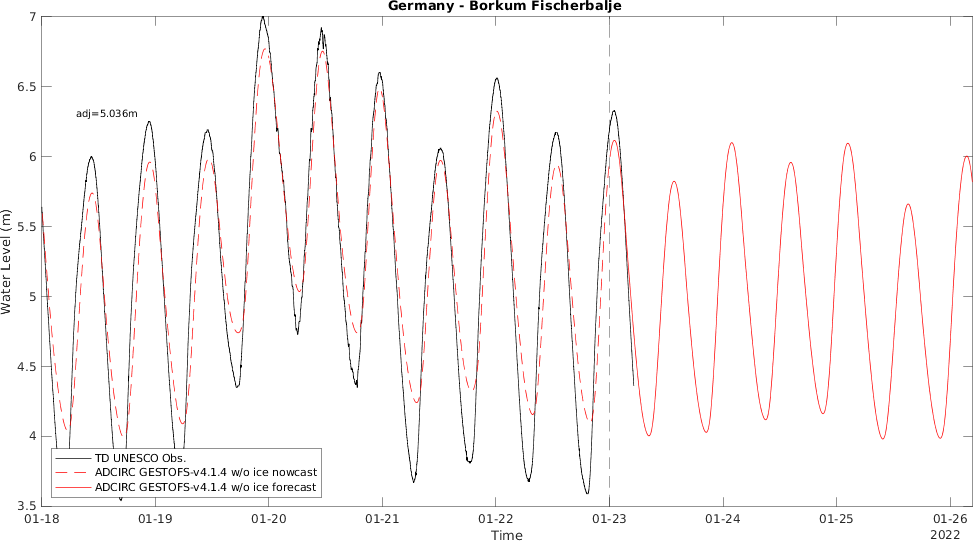 Germany - Borkum Fischerbalje
7
6.5
adj=5.036m
6
5.5
5
4.5
4
3.5
Water Level (m)
TD UNESCO Obs.
ADCIRC GESTOFS-v4.1.4 w/o ice nowcast
ADCIRC GESTOFS-v4.1.4 w/o ice forecast
01-18 01-19 01-20 01-21 01-22 01-23 01-24 01-25 01-26
Time
2022